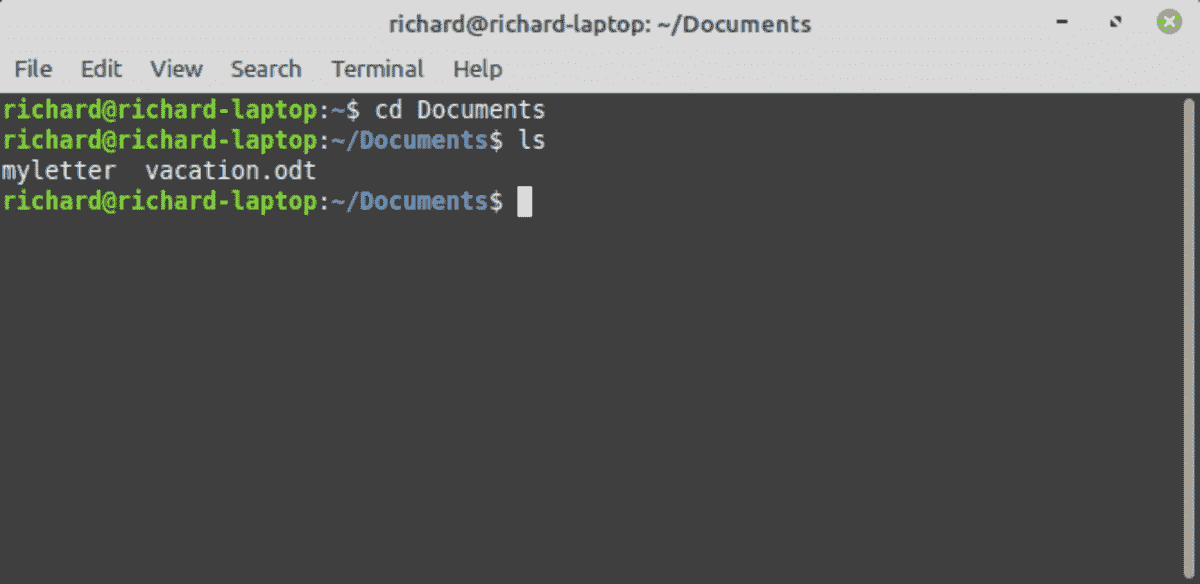 richard@richard-laptop: ~/Documents
File Edit View Search Terminal Help
richard@richard-laptop:~$ cd Documents
richard@richard-laptop:~/Documents$ ls
myletter  vacation.odt
richard@richard-laptop:~/Documents$